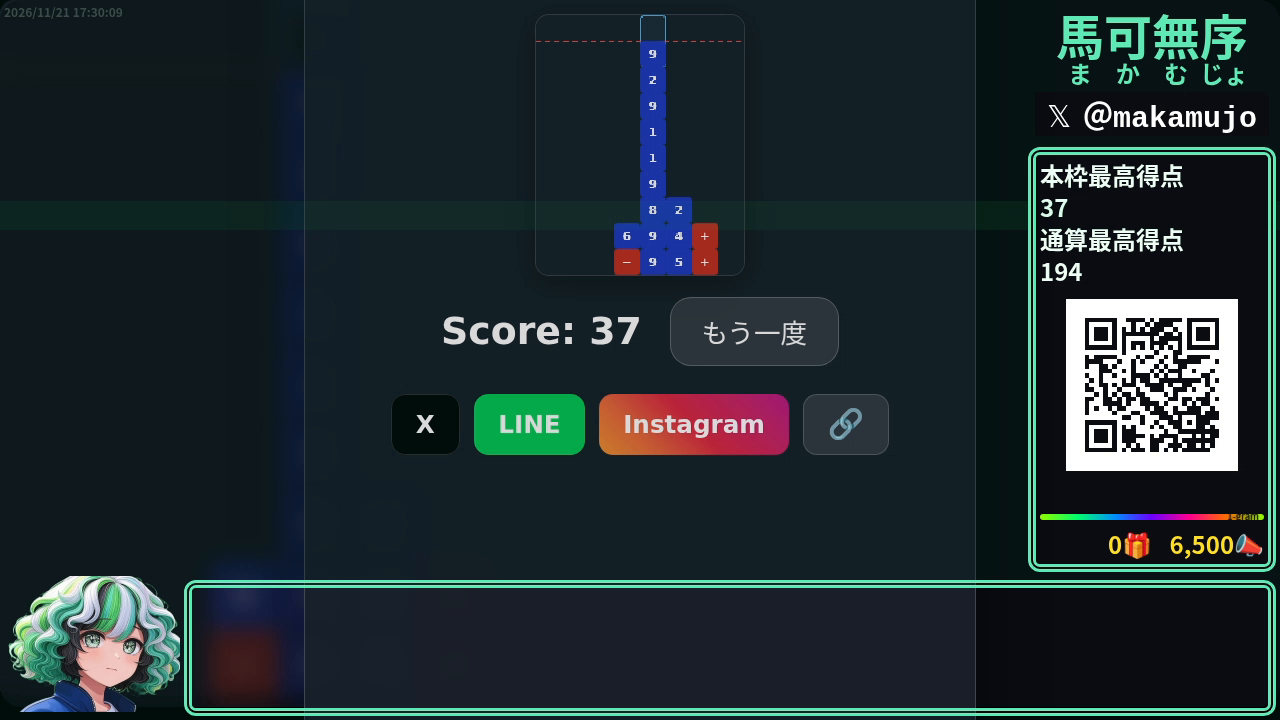 2026/11/21 17:30:09
9
2
9
1
1
9
8 2
6 9 4 +
− 9 5 +
Score: 37
もう一度
X
LINE
Instagram
馬可無序
まかむじょ
𝕏 @makamujo
本枠最高得点
37
通算最高得点
194
1-gram
0🎁 6,500📣